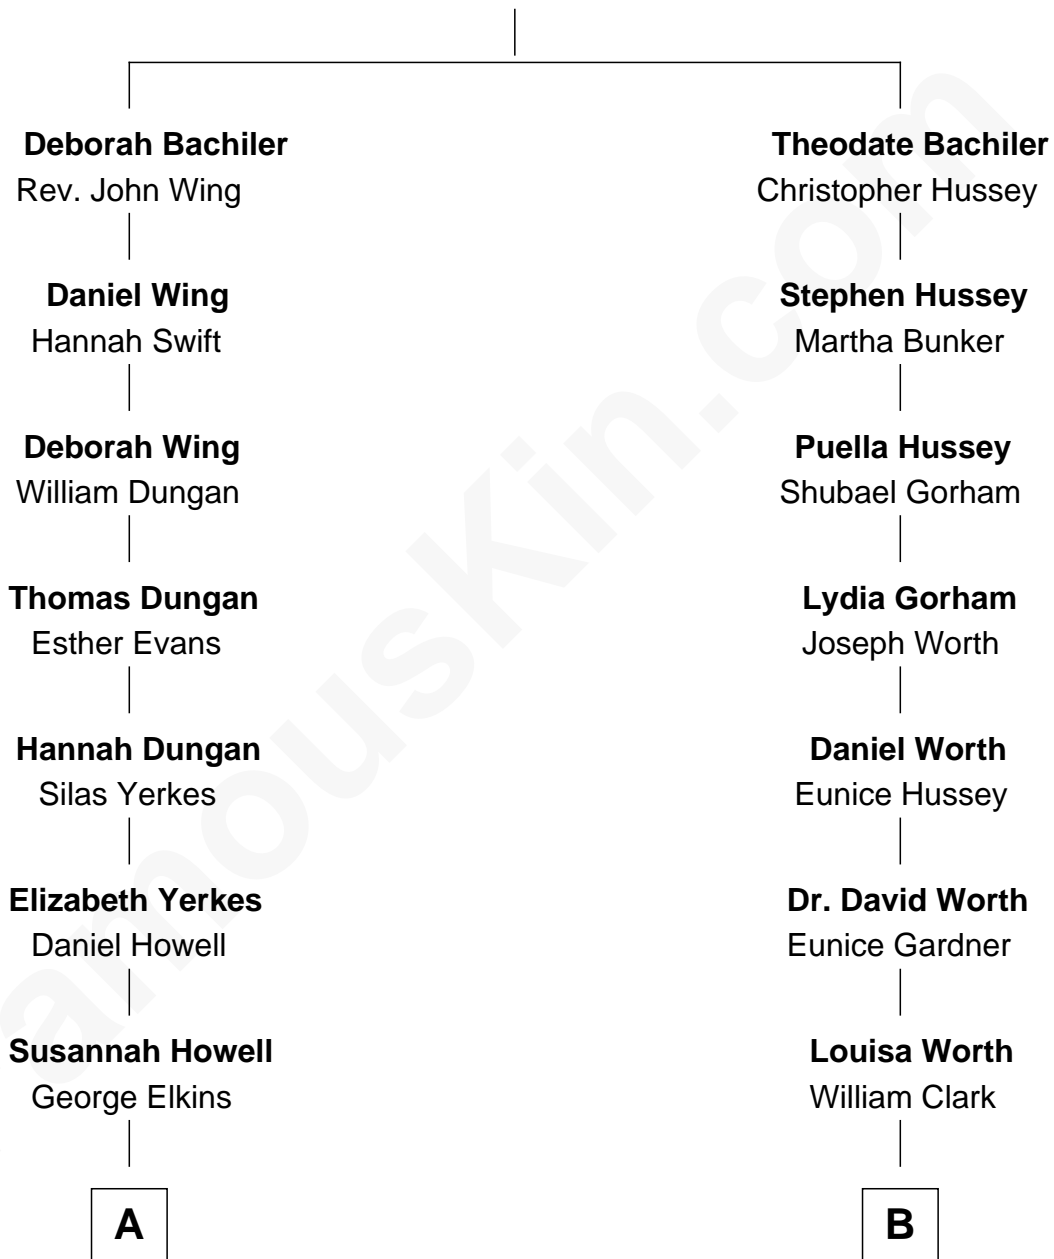 Deborah Bachiler
Rev. John Wing
Daniel Wing
Hannah Swift
Deborah Wing
William Dungan
Thomas Dungan
Esther Evans
Hannah Dungan
Silas Yerkes
Elizabeth Yerkes
Daniel Howell
Susannah Howell
George Elkins
A
Theodate Bachiler
Christopher Hussey
Stephen Hussey
Martha Bunker
Puella Hussey
Shubael Gorham
Lydia Gorham
Joseph Worth
Daniel Worth
Eunice Hussey
Dr. David Worth
Eunice Gardner
Louisa Worth
William Clark
B
amousKin.com